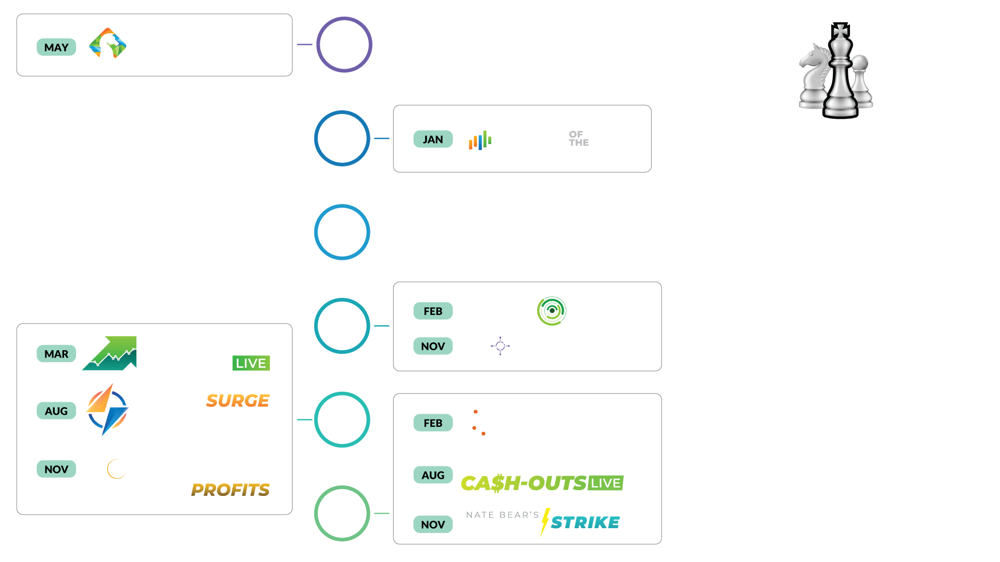 MAY
JAN
OF
THE
FEB
NOV
MAR
LIVE
AUG
SURGE
NOV
PROFITS
FEB
AUG
CA$H-OUTS LIVE
NATE BEAR'S
NOV
STRIKE